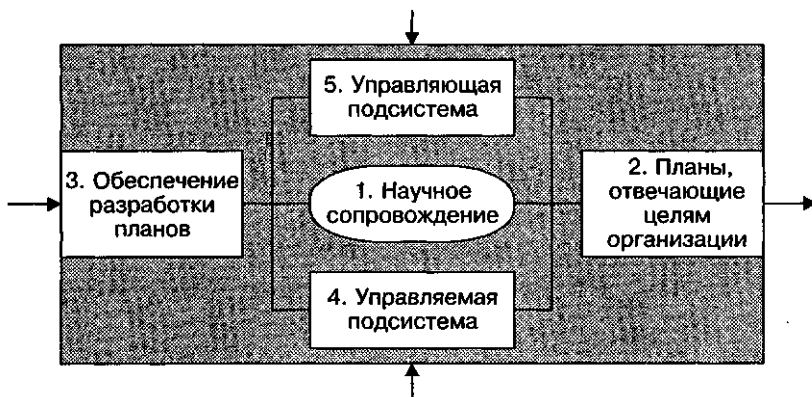 5. Управляющая
подсистема
3. Обеспечение
разработки
планов
1. Научное
сопровождение
2. Планы,
отвечающие
целям
организации
4. Управляемая
подсистема